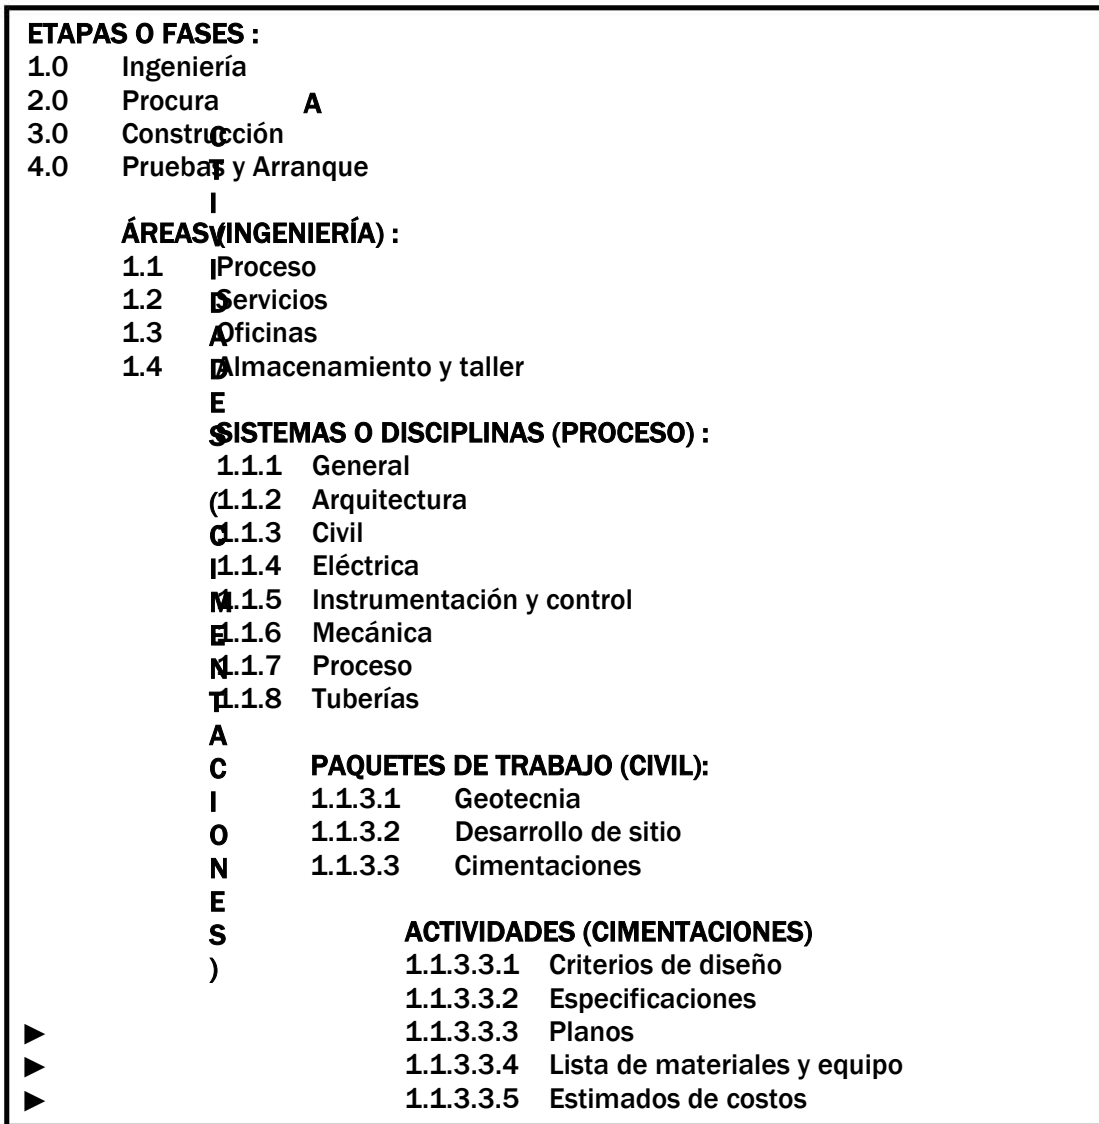 ETAPAS O FASES :
1.0 Ingeniería
2.0 Procura
3.0 Construcción
4.0 Pruebas y Arranque
ÁREAS (INGENIERÍA) :
1.1 Proceso
1.2 Servicios
1.3 Oficinas
1.4 Almacenamiento y taller
SISTEMAS O DISCIPLINAS (PROCESO) :
1.1.1 General
1.1.2 Arquitectura
1.1.3 Civil
1.1.4 Eléctrica
1.1.5 Instrumentación y control
1.1.6 Mecánica
1.1.7 Proceso
1.1.8 Tuberías
PAQUETES DE TRABAJO (CIVIL):
1.1.3.1 Geotecnia
1.1.3.2 Desarrollo de sitio
1.1.3.3 Cimentaciones
ACTIVIDADES (CIMENTACIONES)
1.1.3.3.1 Criterios de diseño
1.1.3.3.2 Especificaciones
► 1.1.3.3.3 Planos
► 1.1.3.3.4 Lista de materiales y equipo
► 1.1.3.3.5 Estimados de costos
A
C
T
I
V
I
D
A
D
E
S
(
C
I
M
E
N
T
A
C
I
O
N
E
S
)